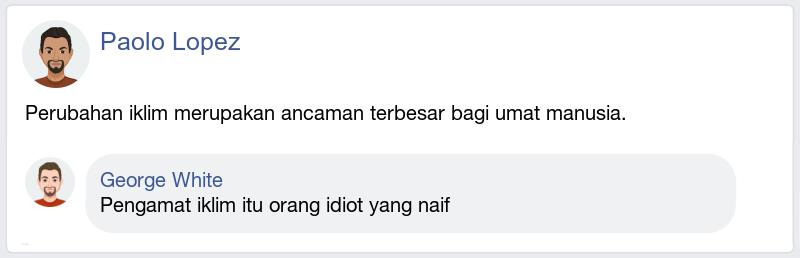 Paolo Lopez
Perubahan iklim merupakan ancaman terbesar bagi umat manusia.
George White
Pengamat iklim itu orang idiot yang naif